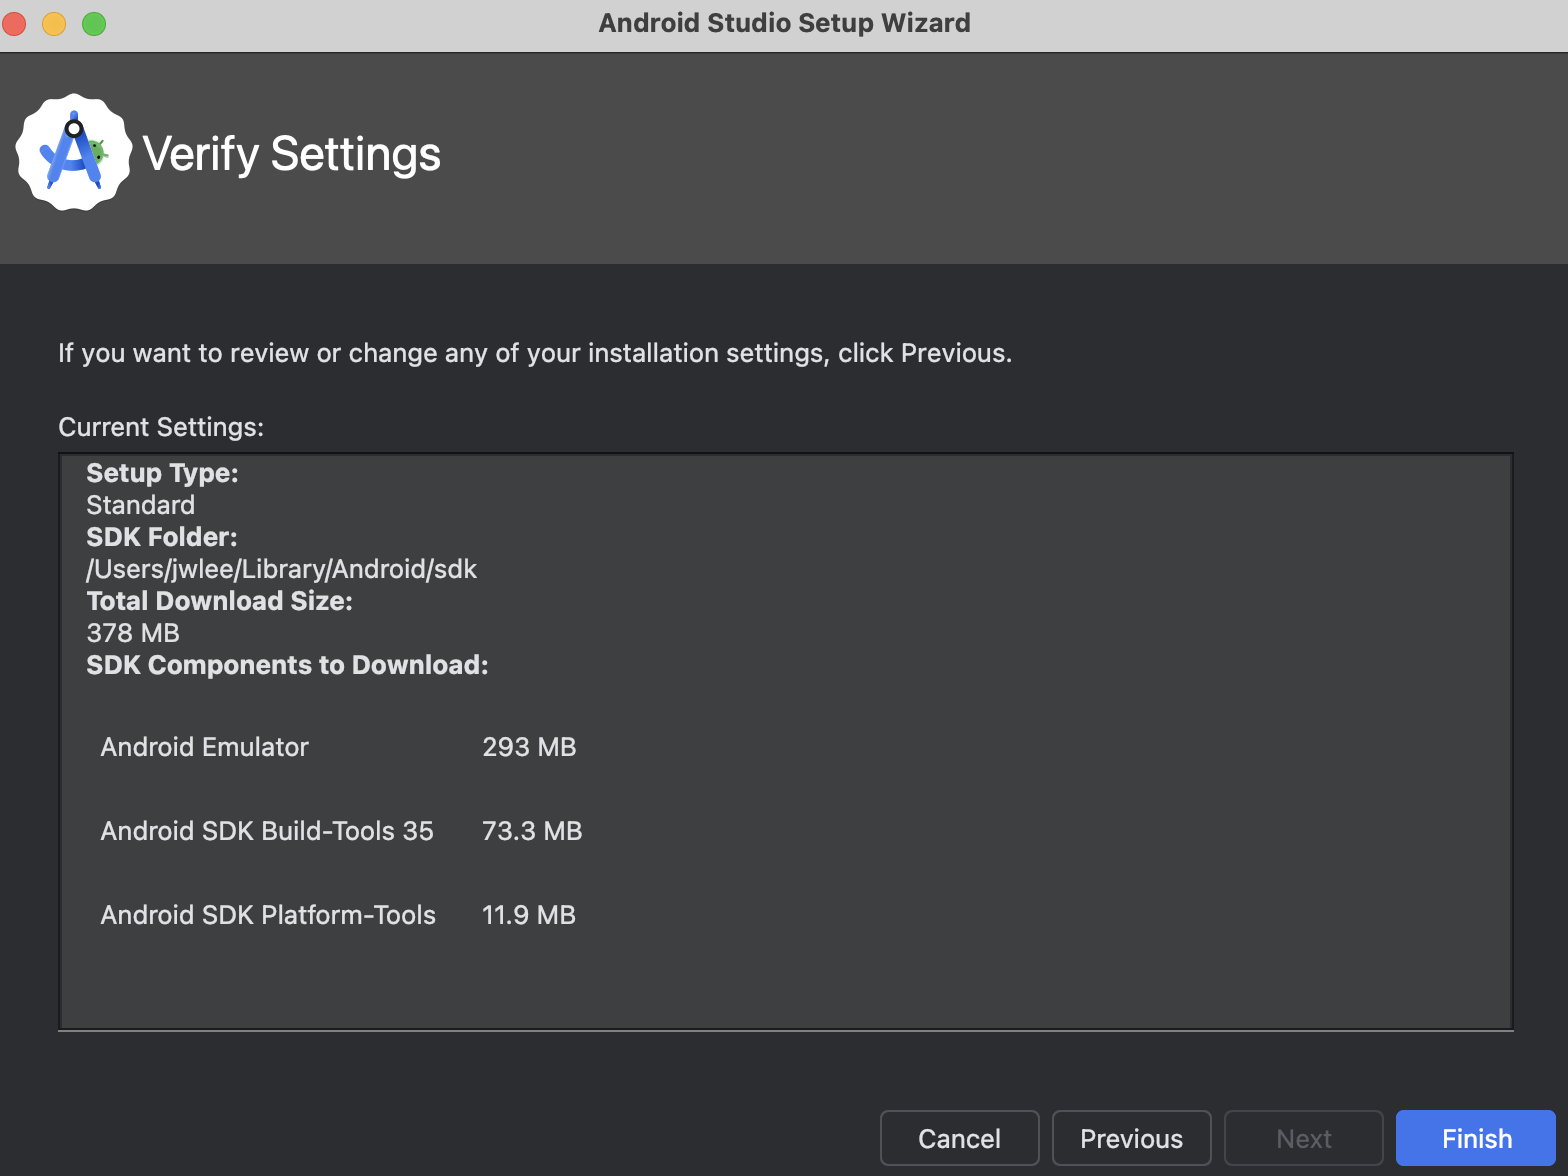 Android Studio Setup Wizard
Verify Settings
If you want to review or change any of your installation settings, click Previous.
Current Settings:
Setup Type:
Standard
SDK Folder:
/Users/jwlee/Library/Android/sdk
Total Download Size:
378 MB
SDK Components to Download:
Android Emulator 293 MB
Android SDK Build-Tools 35 73.3 MB
Android SDK Platform-Tools 11.9 MB
Cancel Previous Next Finish